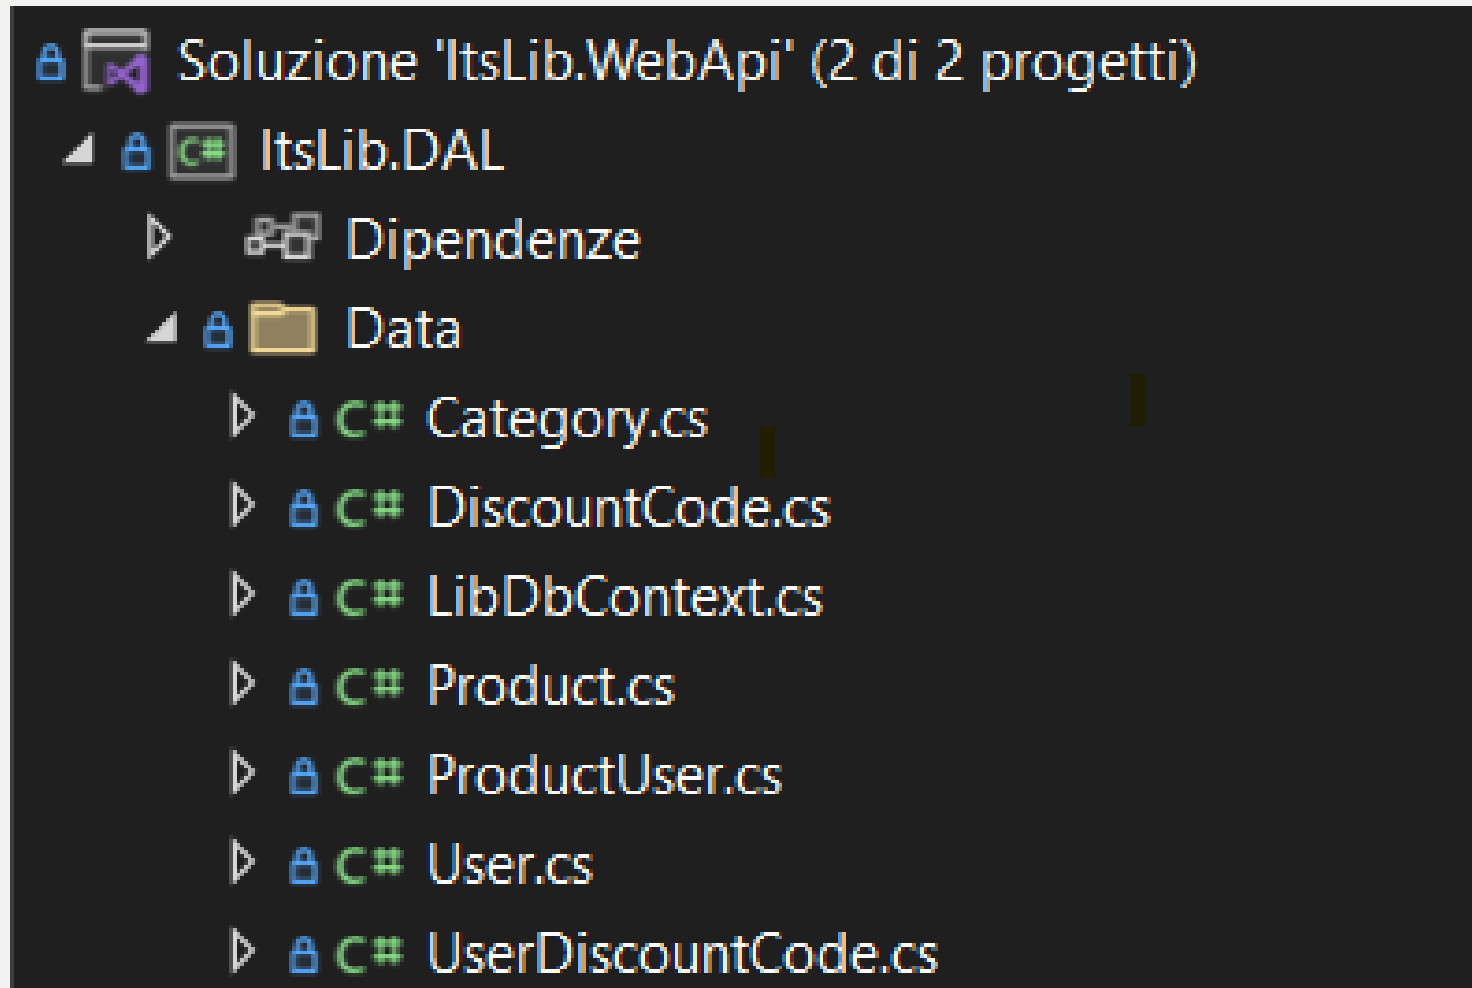 Soluzione 'ItsLib.WebApi' (2 di 2 progetti)
C# ItsLib.DAL
Dipendenze
Data
C# Category.cs
C# DiscountCode.cs
C# LibDbContext.cs
C# Product.cs
C# ProductUser.cs
C# User.cs
C# UserDiscountCode.cs